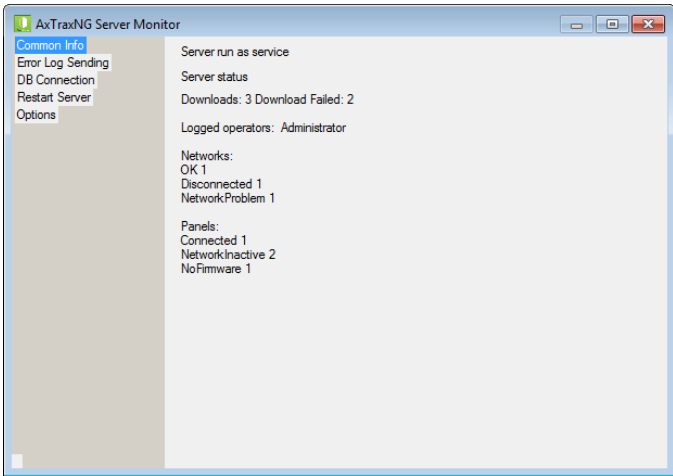 AxTraxNG Server Monitor
Common Info
Error Log Sending
DB Connection
Restart Server
Options
Server run as service
Server status
Downloads: 3 Download Failed: 2
Logged operators: Administrator
Networks:
OK 1
Disconnected 1
NetworkProblem 1
Panels:
Connected 1
NetworkInactive 2
NoFirmware 1